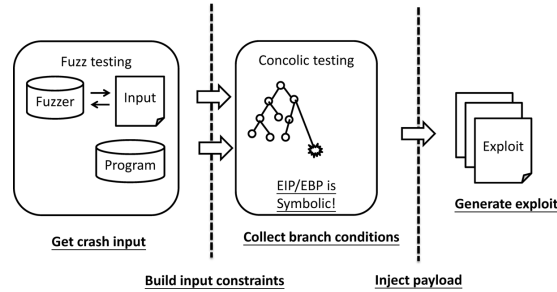 Fuzz testing
Fuzzer
Input
Program
Get crash input
Build input constraints
Concolic testing
EIP/EBP is
Symbolic!
Collect branch conditions
Inject payload
Exploit
Generate exploit